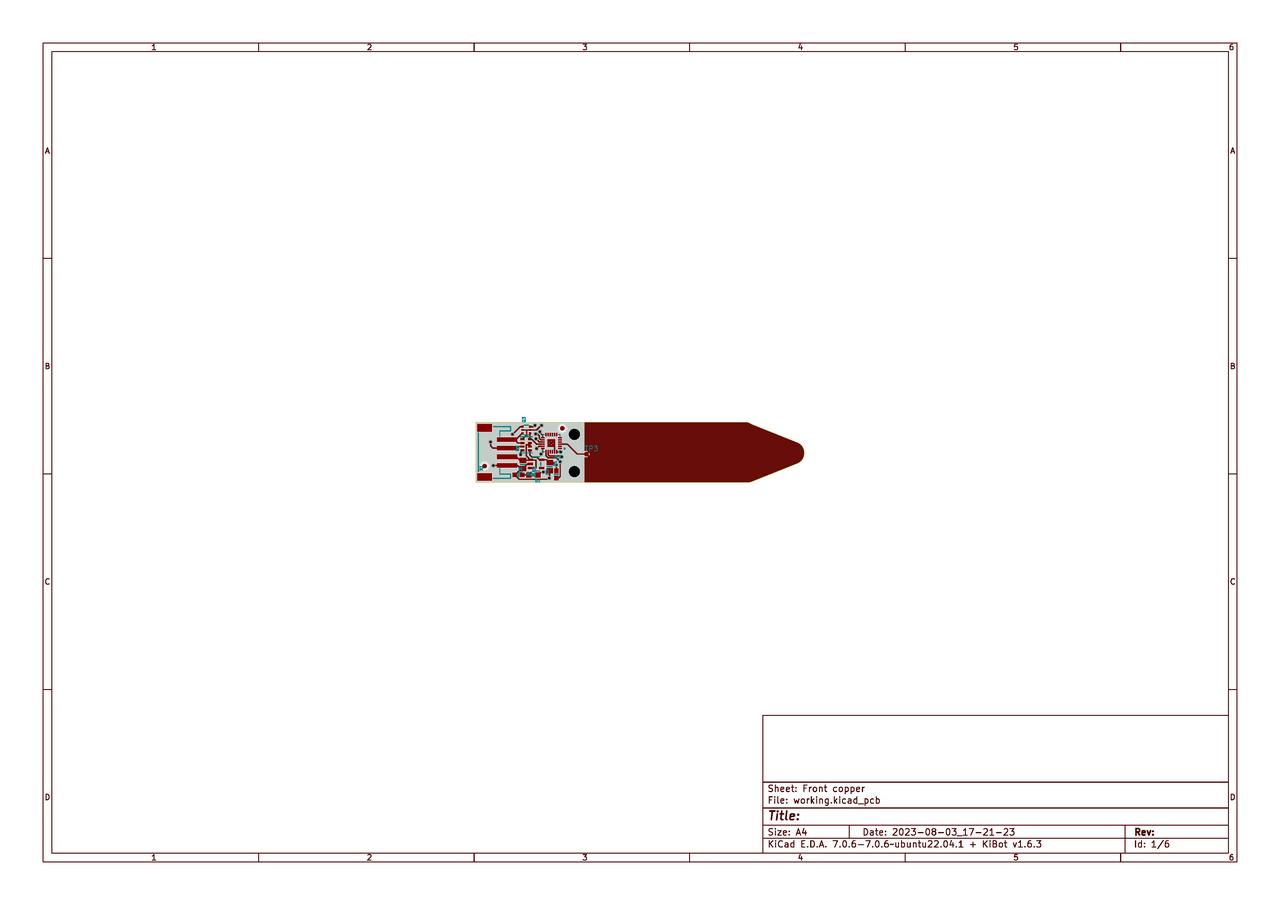 1 2 3 4 5 6
A A
B B
TP3
C C
D D
Sheet: Front copper
File: working.kicad_pcb
Title:
Size: A4 Date: 2023-08-03_17-21-23 Rev:
KiCad E.D.A. 7.0.6-7.0.6~ubuntu22.04.1 + KiBot v1.6.3 Id: 1/6
1 2 3 4 5 6